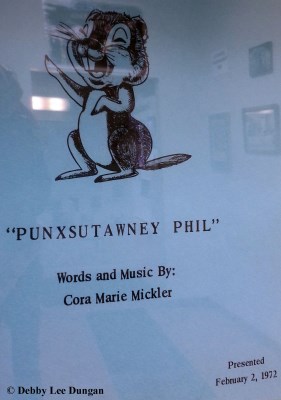 "PUNXSUTAWNEY PHIL"
Words and Music By:
Cora Marie Mickler
Presented
February 2, 1972
© Debby Lee Dungan